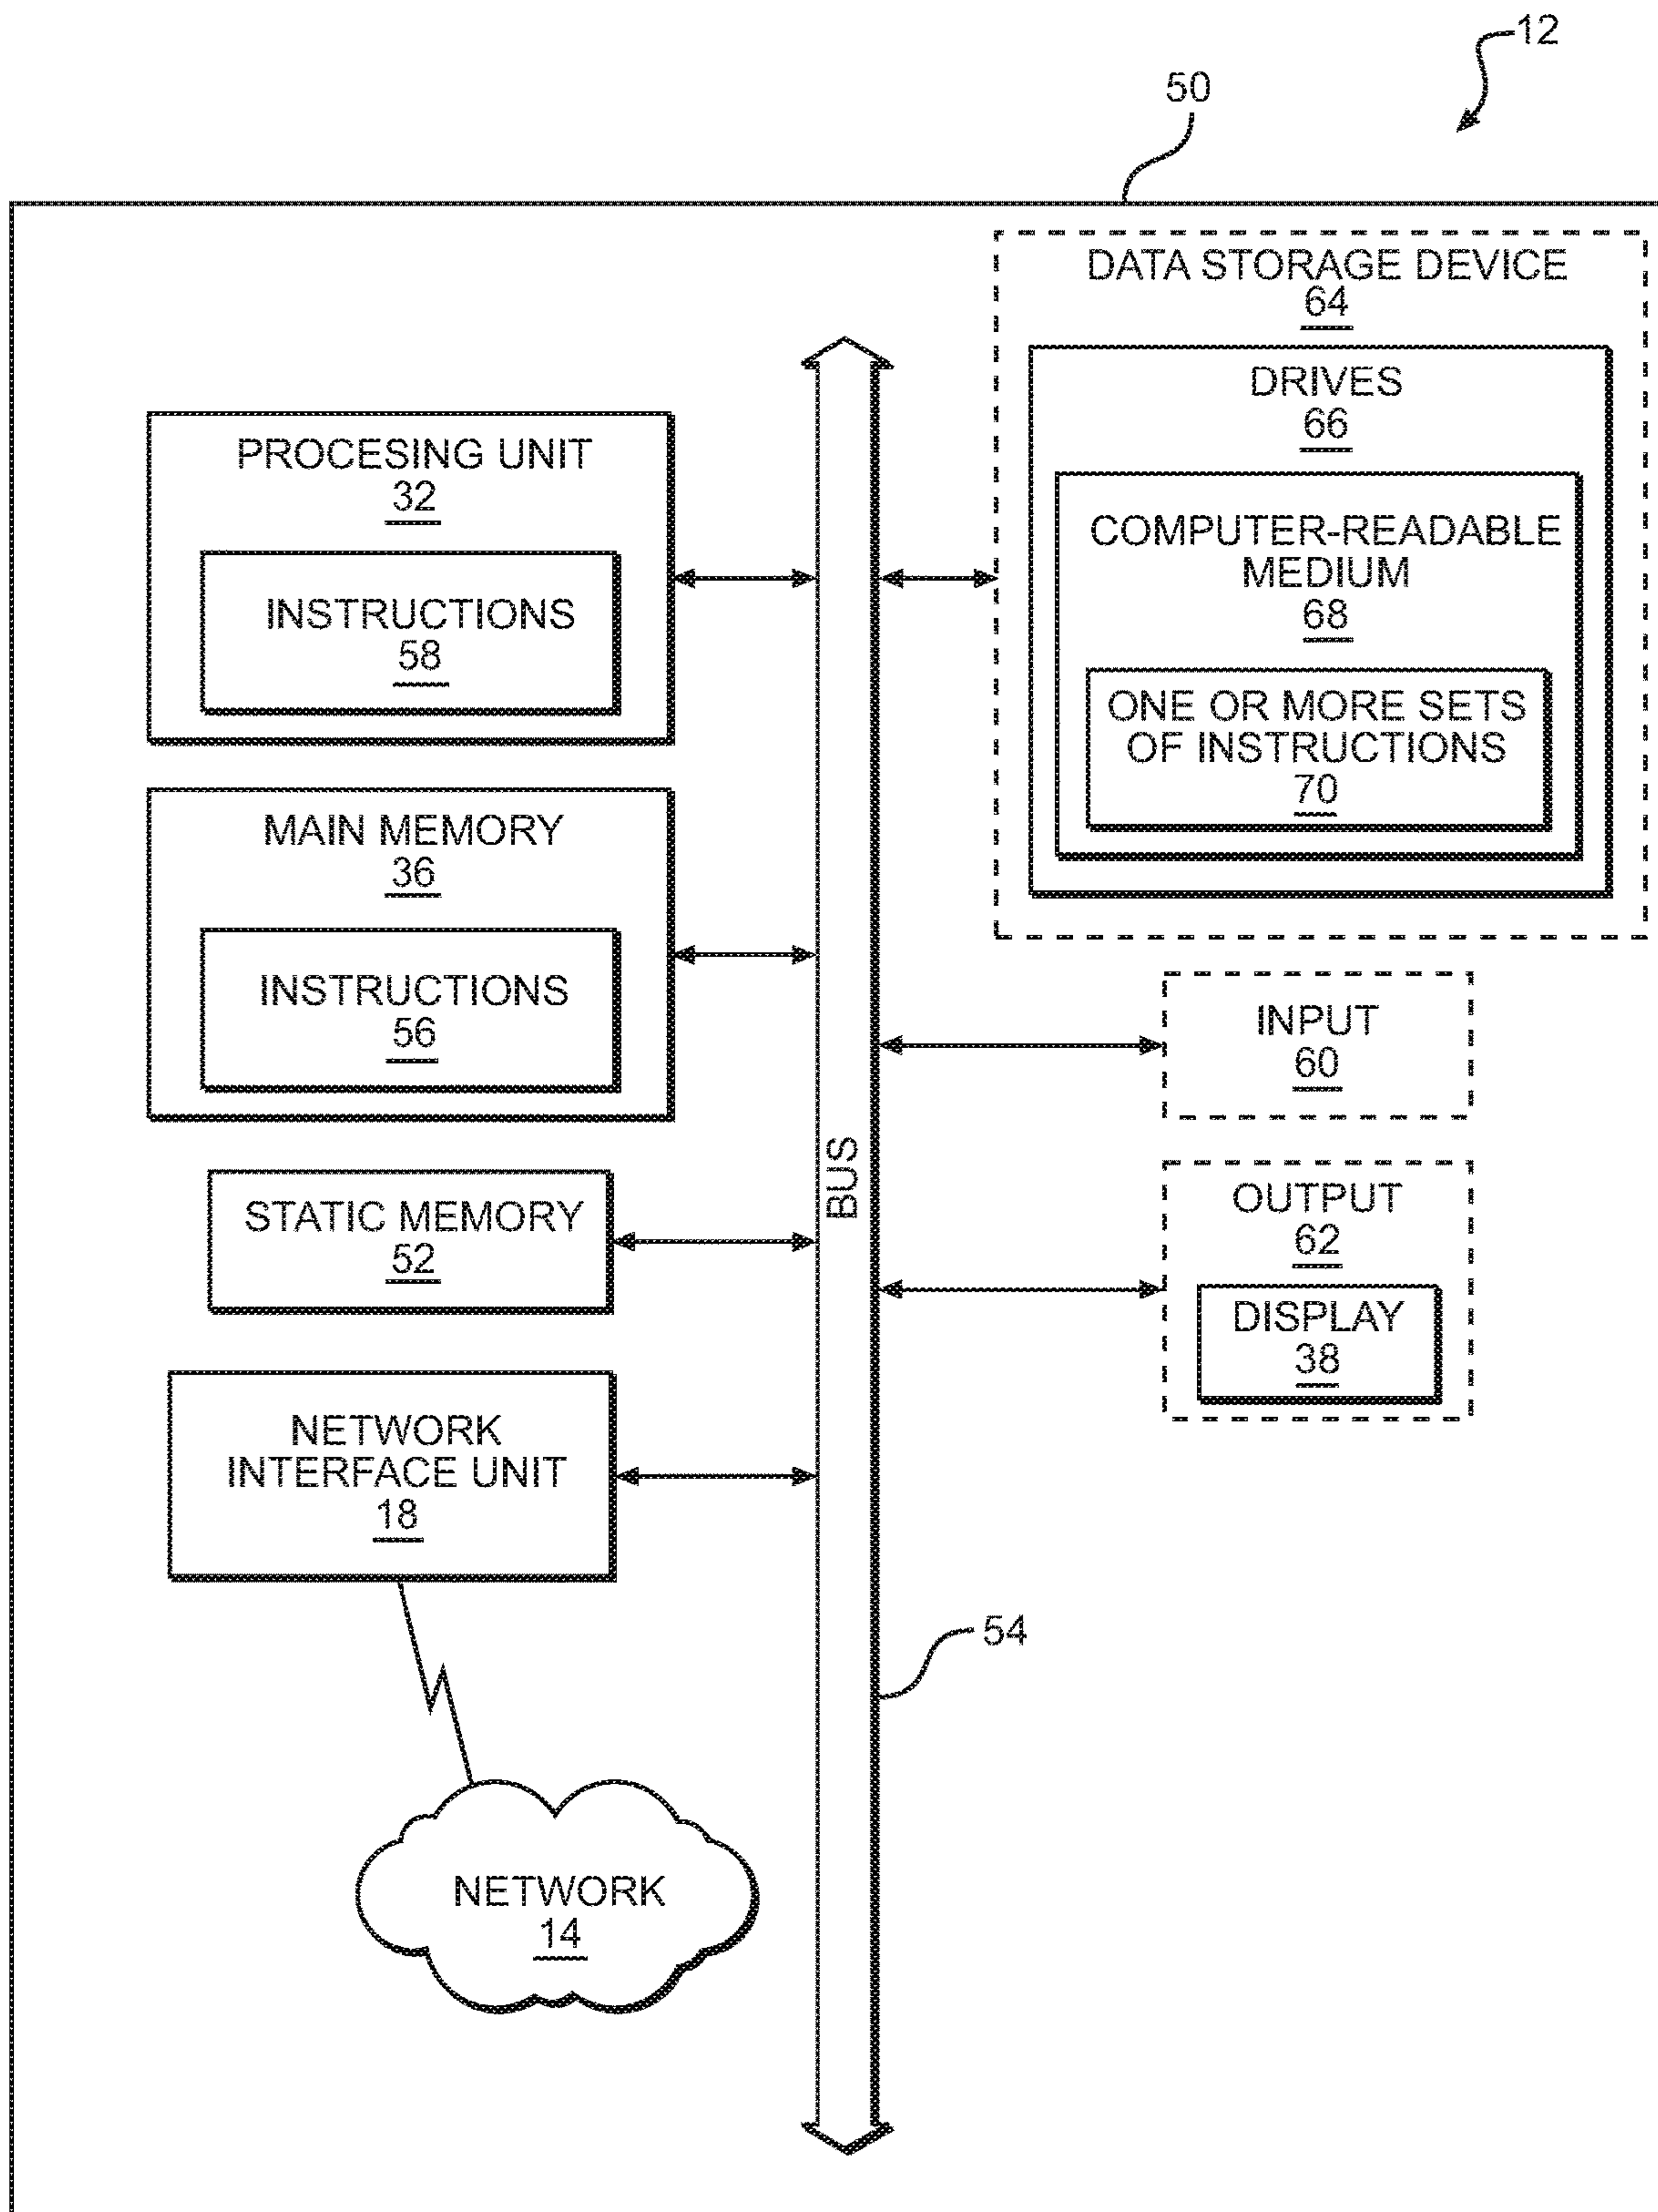 12
50
DATA STORAGE DEVICE
64
DRIVES
66
COMPUTER-READABLE
MEDIUM
68
ONE OR MORE SETS
OF INSTRUCTIONS
70
PROCESING UNIT
32
INSTRUCTIONS
58
MAIN MEMORY
36
INSTRUCTIONS
56
STATIC MEMORY
52
NETWORK
INTERFACE UNIT
18
NETWORK
14
BUS
54
INPUT
60
OUTPUT
62
DISPLAY
38